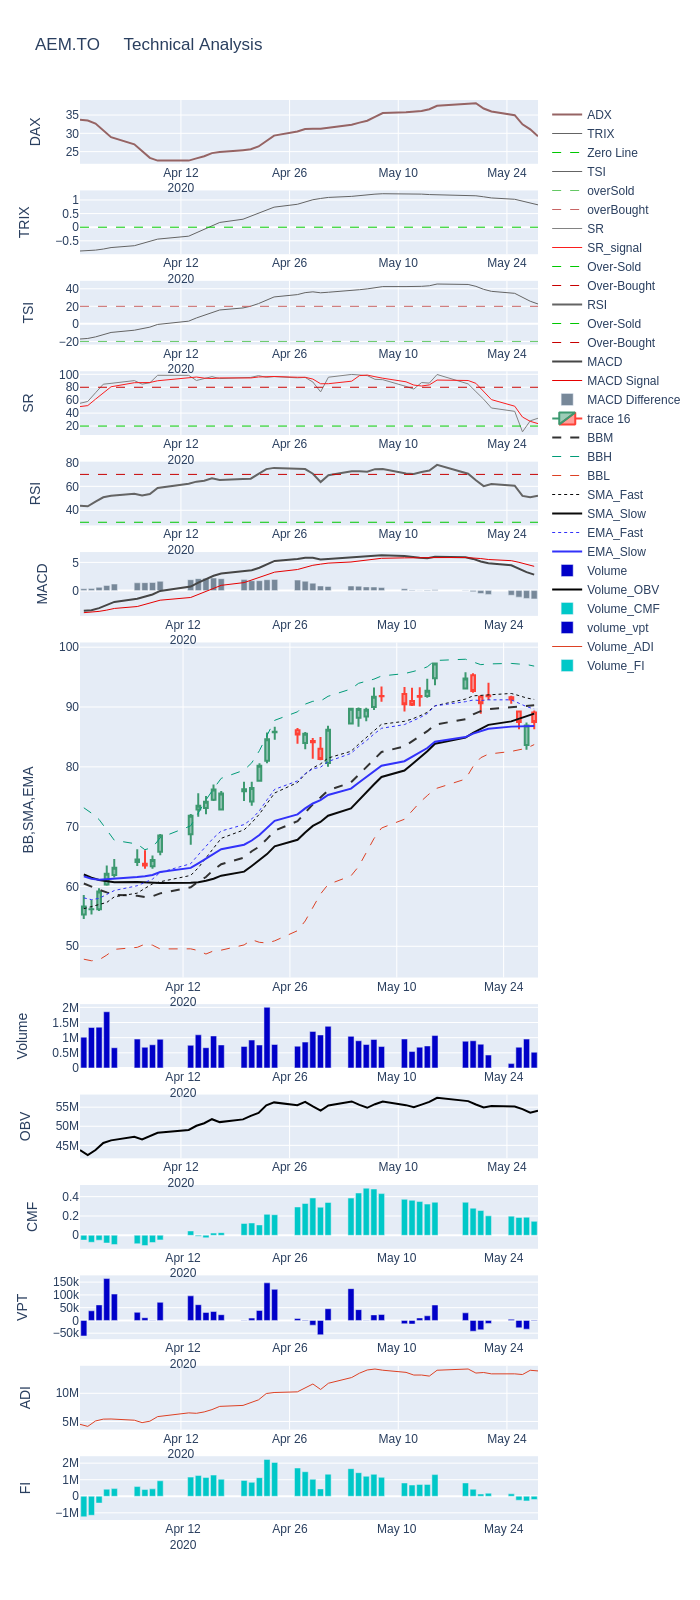 AEM.TO     Technical Analysis
DAX
35
30
25
Apr 12
2020
Apr 26
May 10
May 24
TRIX
1
0.5
0
−0.5
Apr 12
2020
Apr 26
May 10
May 24
TSI
40
20
0
−20
Apr 12
2020
Apr 26
May 10
May 24
SR
100
80
60
40
20
Apr 12
2020
Apr 26
May 10
May 24
RSI
80
60
40
Apr 12
2020
Apr 26
May 10
May 24
MACD
5
0
Apr 12
2020
Apr 26
May 10
May 24
BB,SMA,EMA
100
90
80
70
60
50
Apr 12
2020
Apr 26
May 10
May 24
Volume
2M
1.5M
1M
0.5M
0
Apr 12
2020
Apr 26
May 10
May 24
OBV
55M
50M
45M
Apr 12
2020
Apr 26
May 10
May 24
CMF
0.4
0.2
0
Apr 12
2020
Apr 26
May 10
May 24
VPT
150k
100k
50k
0
−50k
Apr 12
2020
Apr 26
May 10
May 24
ADI
10M
5M
Apr 12
2020
Apr 26
May 10
May 24
FI
2M
1M
0
−1M
Apr 12
2020
Apr 26
May 10
May 24
ADX
TRIX
Zero Line
TSI
overSold
overBought
SR
SR_signal
Over-Sold
Over-Bought
RSI
Over-Sold
Over-Bought
MACD
MACD Signal
MACD Difference
trace 16
BBM
BBH
BBL
SMA_Fast
SMA_Slow
EMA_Fast
EMA_Slow
Volume
Volume_OBV
Volume_CMF
volume_vpt
Volume_ADI
Volume_FI